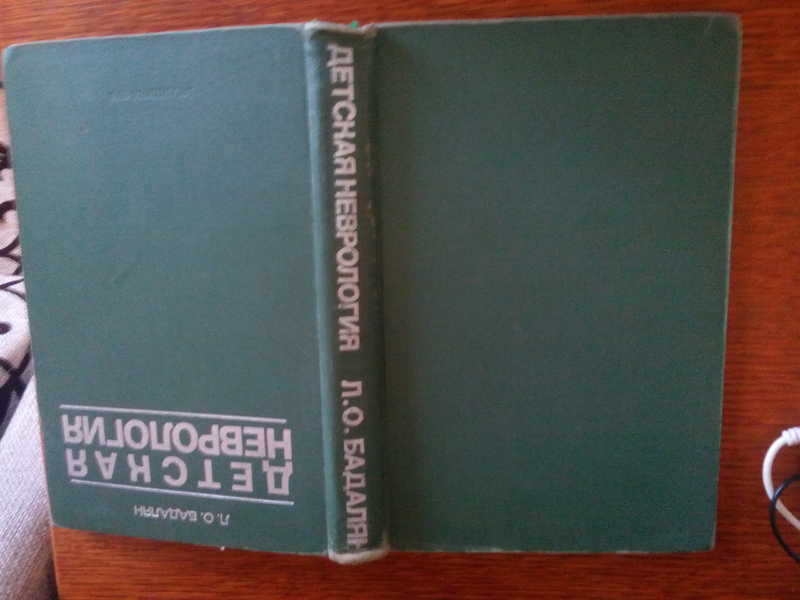 Л. О. БАДАЛЯН
ДЕТСКАЯ
НЕВРОЛОГИЯ
ДЕТСКАЯ НЕВРОЛОГИЯ Л.О. БАДАЛЯН